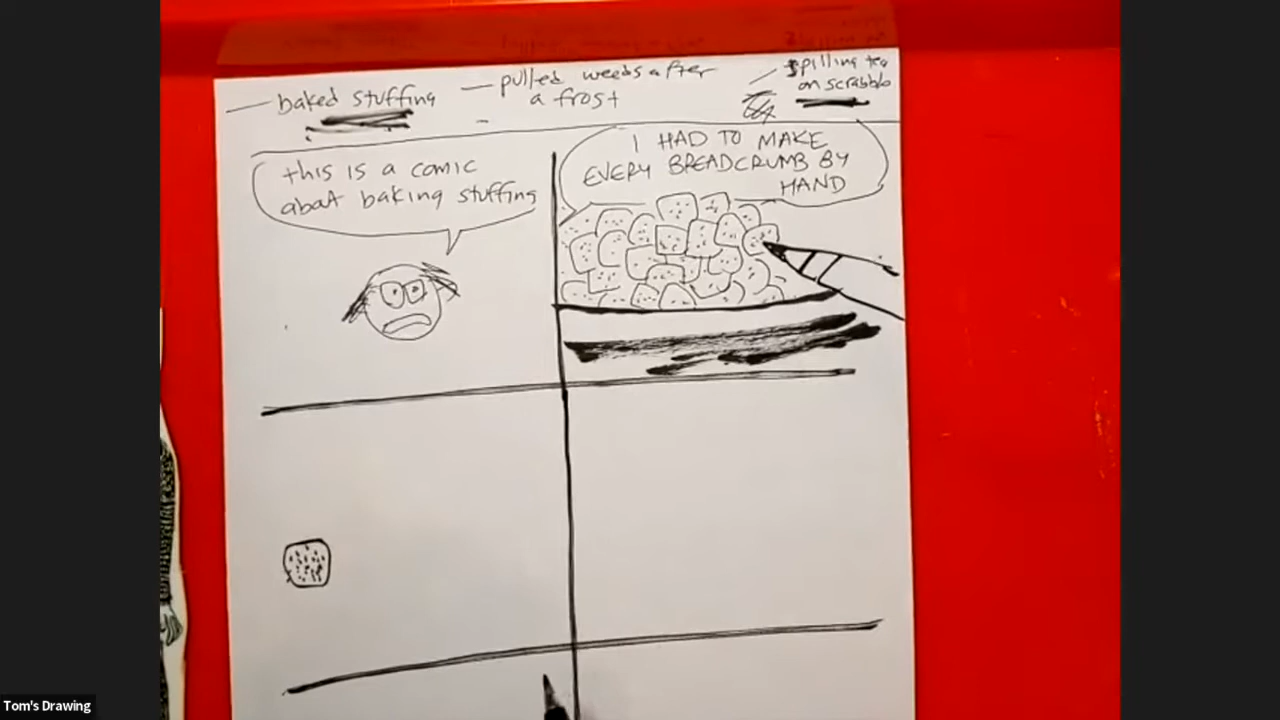 baked stuffing
pulled weeds after
a frost
spilling tea
on scrabble
this is a comic
about baking stuffing
I HAD TO MAKE
EVERY BREADCRUMB BY
HAND
Tom's Drawing